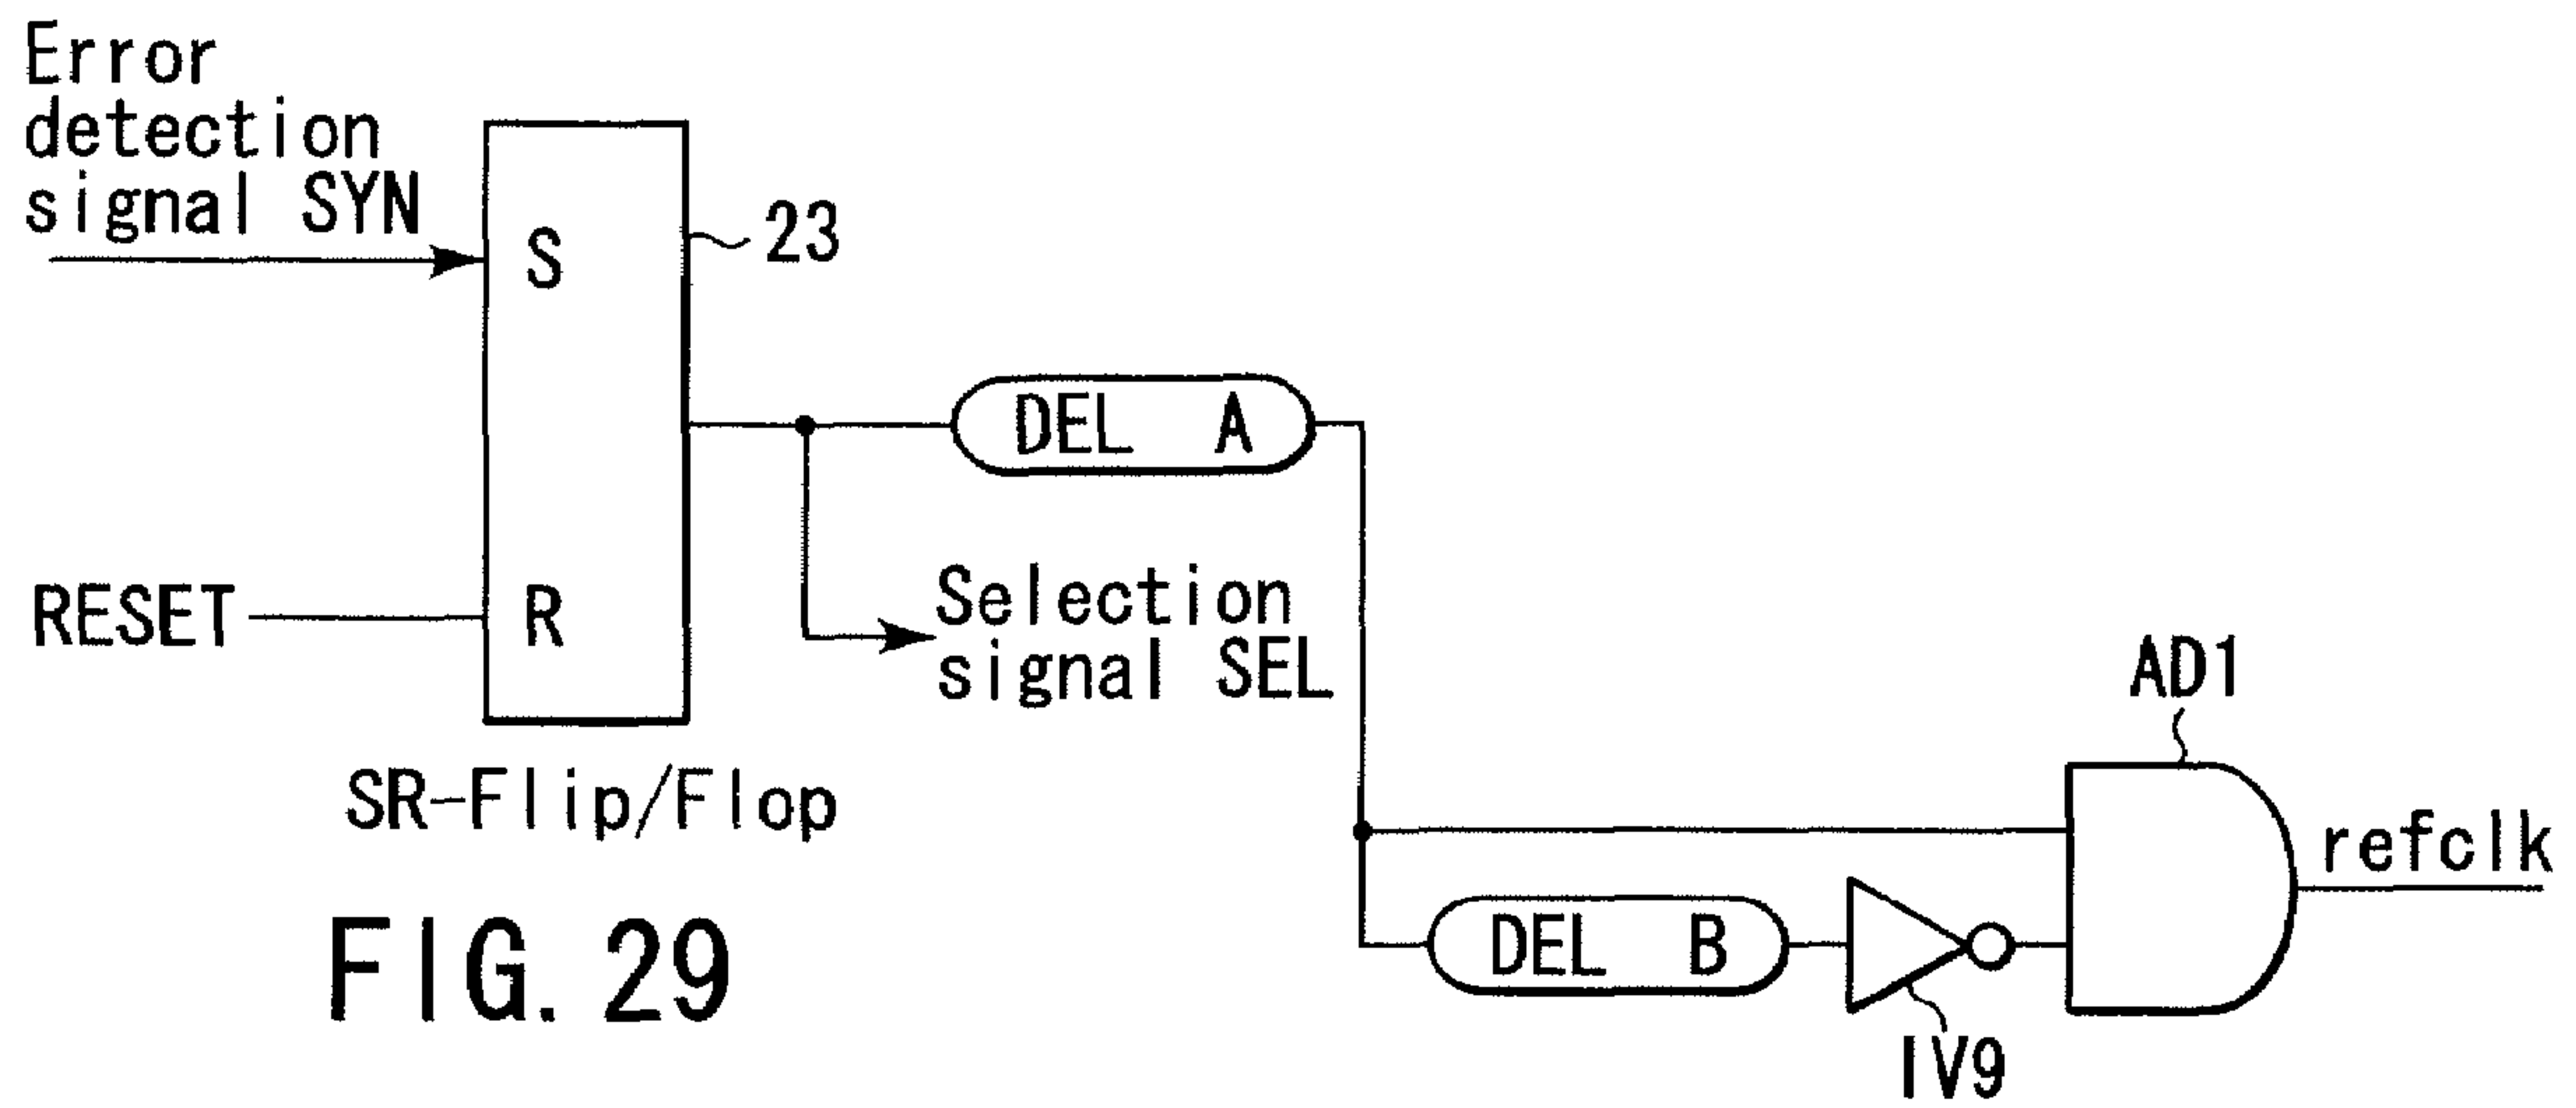 Error
detection
signal SYN
S
23
DEL A
RESET
R
Selection
signal SEL
AD1
SR-Flip/Flop
refclk
DEL B
IV9
FIG. 29